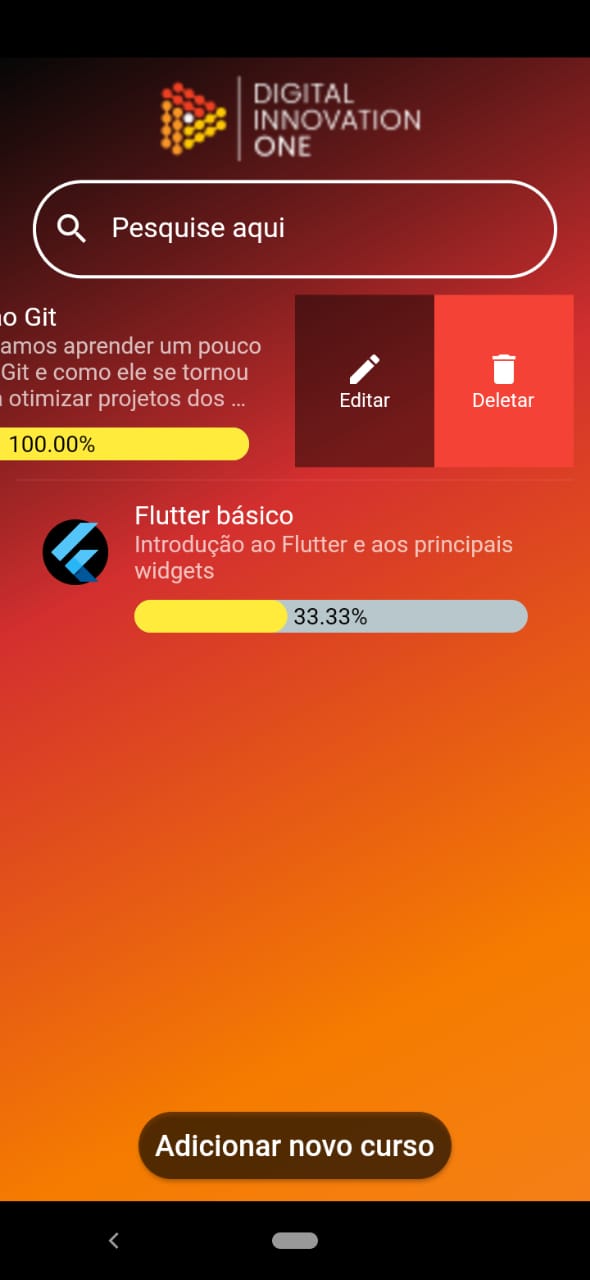 DIGITAL
INNOVATION
ONE
Pesquise aqui
o Git
amos aprender um pouco
Git e como ele se tornou
otimizar projetos dos ...
100.00%
Editar
Deletar
Flutter básico
Introdução ao Flutter e aos principais
widgets
33.33%
Adicionar novo curso